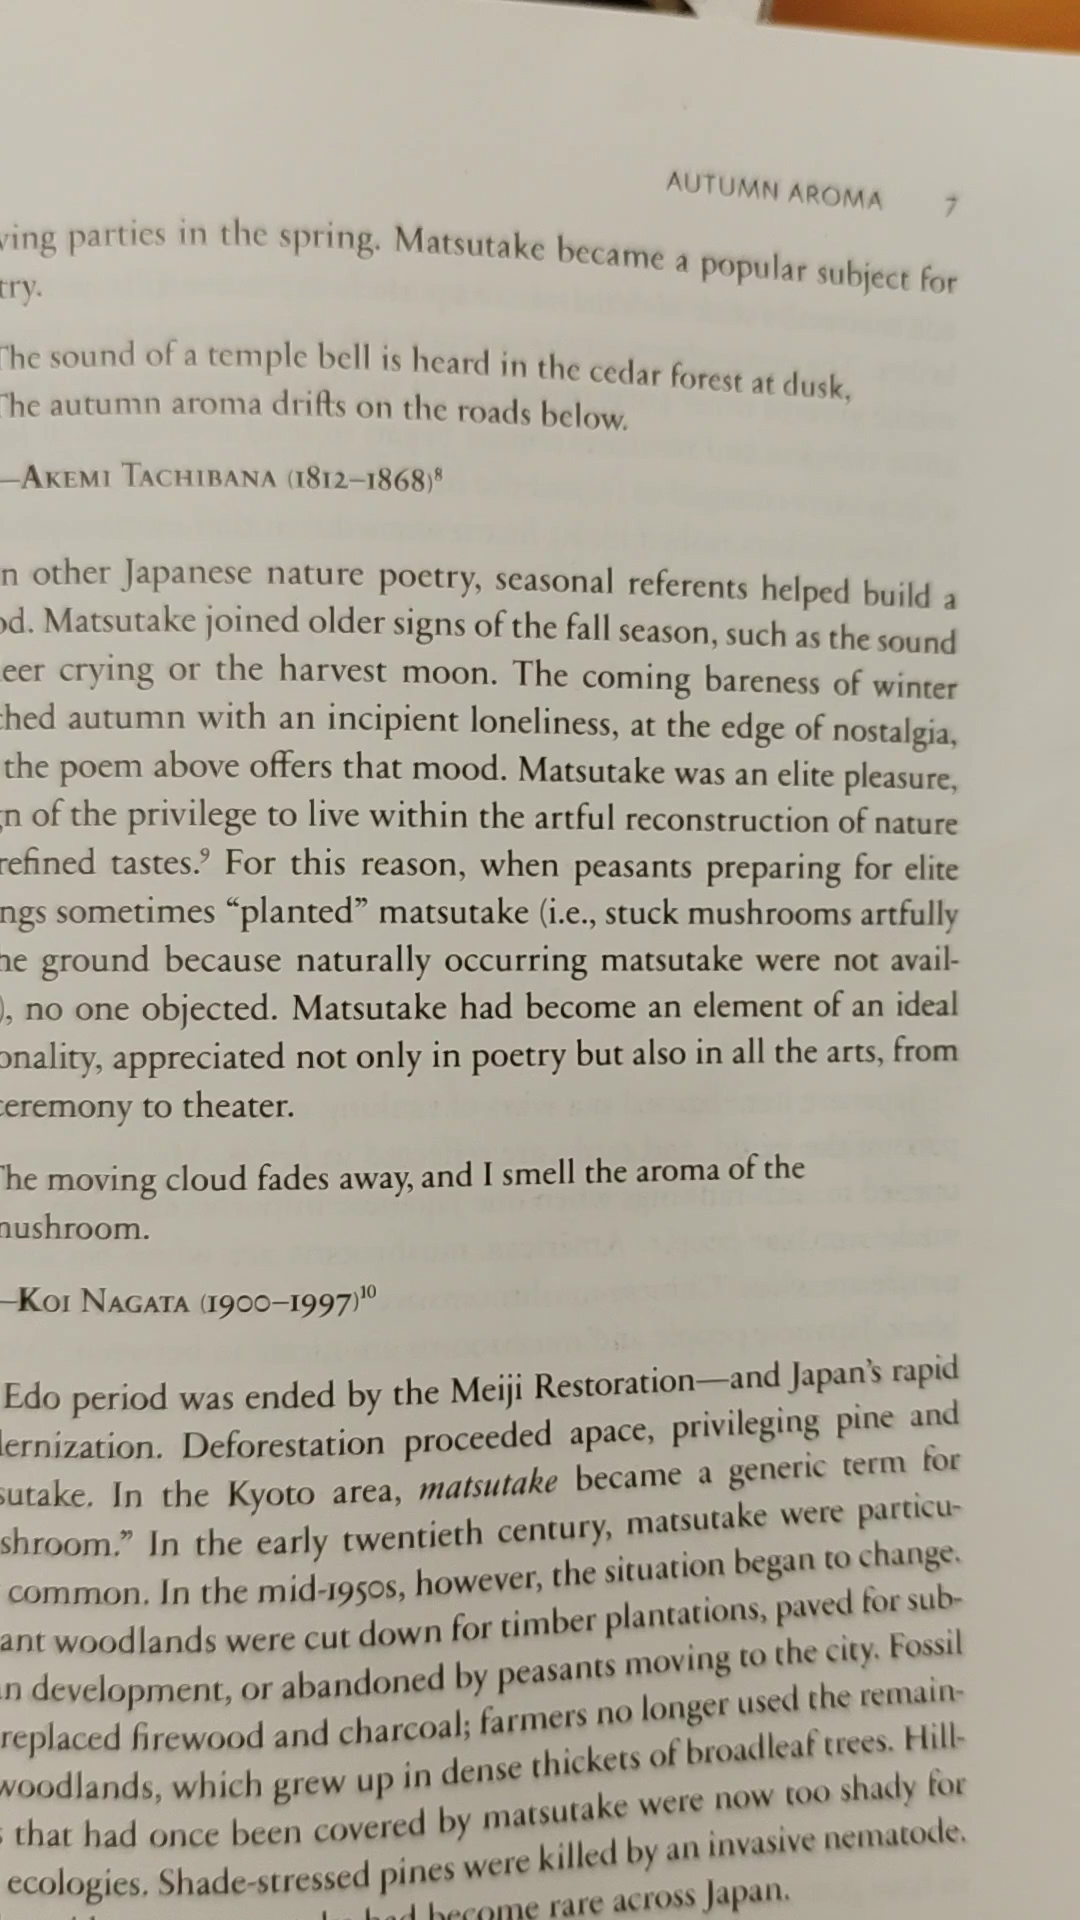 AUTUMN AROMA 7
ving parties in the spring. Matsutake became a popular subject for
try.
The sound of a temple bell is heard in the cedar forest at dusk,
The autumn aroma drifts on the roads below.
—AKEMI TACHIBANA (1812–1868)⁸
n other Japanese nature poetry, seasonal referents helped build a
od. Matsutake joined older signs of the fall season, such as the sound
eer crying or the harvest moon. The coming bareness of winter
ched autumn with an incipient loneliness, at the edge of nostalgia,
the poem above offers that mood. Matsutake was an elite pleasure,
gn of the privilege to live within the artful reconstruction of nature
refined tastes.⁹ For this reason, when peasants preparing for elite
ngs sometimes “planted” matsutake (i.e., stuck mushrooms artfully
he ground because naturally occurring matsutake were not avail-
), no one objected. Matsutake had become an element of an ideal
onality, appreciated not only in poetry but also in all the arts, from
ceremony to theater.
The moving cloud fades away, and I smell the aroma of the
mushroom.
—KOI NAGATA (1900–1997)¹⁰
Edo period was ended by the Meiji Restoration—and Japan’s rapid
dernization. Deforestation proceeded apace, privileging pine and
sutake. In the Kyoto area, matsutake became a generic term for
shroom.” In the early twentieth century, matsutake were particu-
common. In the mid-1950s, however, the situation began to change.
ant woodlands were cut down for timber plantations, paved for sub-
an development, or abandoned by peasants moving to the city. Fossil
replaced firewood and charcoal; farmers no longer used the remain-
woodlands, which grew up in dense thickets of broadleaf trees. Hill-
s that had once been covered by matsutake were now too shady for
ecologies. Shade-stressed pines were killed by an invasive nematode.
had become rare across Japan.